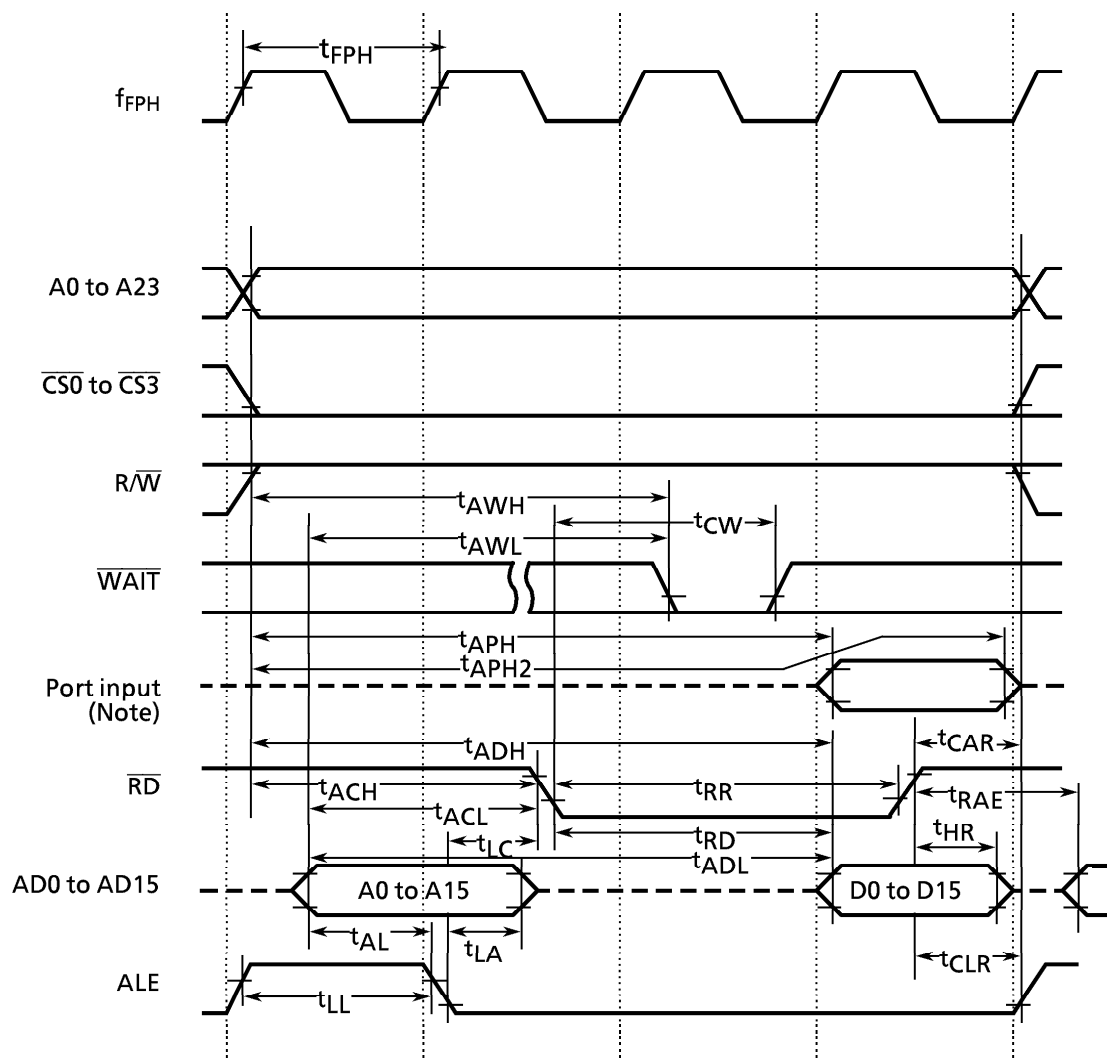 tFPH
fFPH
A0 to A23
CS0 to CS3
R/W
tAWH
tCW
tAWL
WAIT
tAPH
tAPH2
Port input
(Note)
tADH
tCAR
RD
tACH
tRR
tRAE
tACL
tRD
tHR
tLC
tADL
AD0 to AD15
A0 to A15
D0 to D15
tAL
tLA
tCLR
ALE
tLL